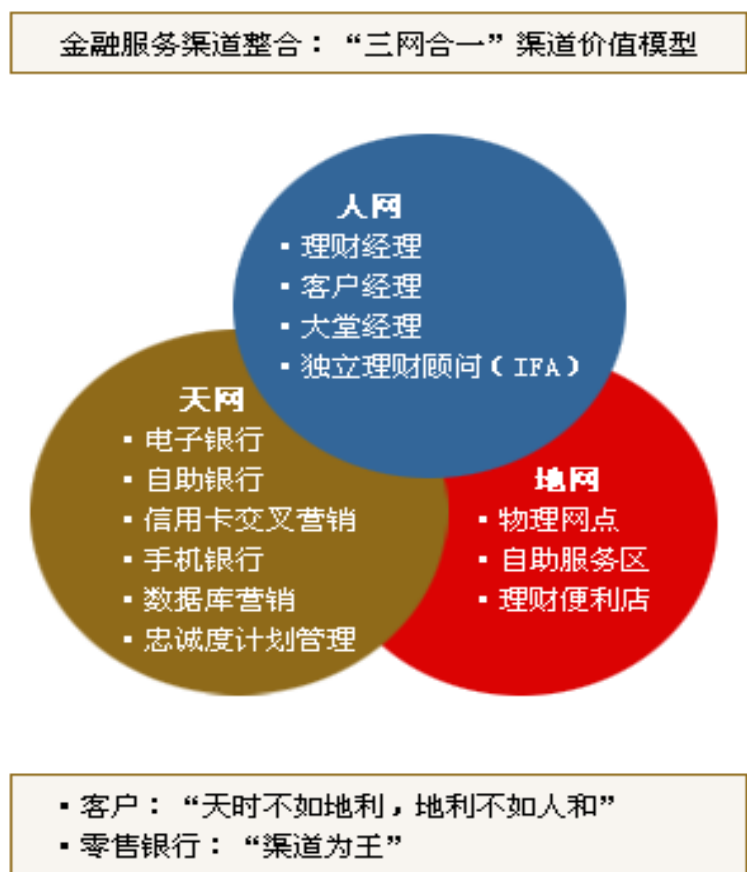 金融服务渠道整合：“三网合一”渠道价值模型
人网
▪ 理财经理
▪ 客户经理
▪ 大堂经理
▪ 独立理财顾问（IFA）
天网
▪ 电子银行
▪ 自助银行
▪ 信用卡交叉营销
▪ 手机银行
▪ 数据库营销
▪ 忠诚度计划管理
地网
▪ 物理网点
▪ 自助服务区
▪ 理财便利店
▪ 客户：“天时不如地利，地利不如人和”
▪ 零售银行：“渠道为王”